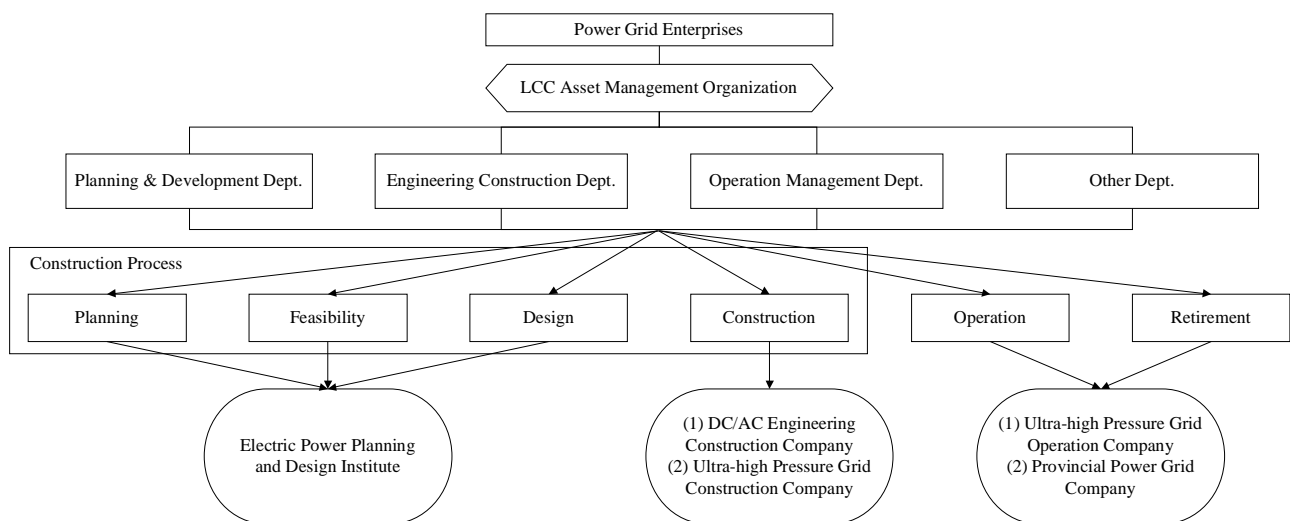 Power Grid Enterprises
LCC Asset Management Organization
Planning & Development Dept.
Engineering Construction Dept.
Operation Management Dept.
Other Dept.
Construction Process
Planning
Feasibility
Design
Construction
Operation
Retirement
Electric Power Planning
and Design Institute
(1) DC/AC Engineering
Construction Company
(2) Ultra-high Pressure Grid
Construction Company
(1) Ultra-high Pressure Grid
Operation Company
(2) Provincial Power Grid
Company